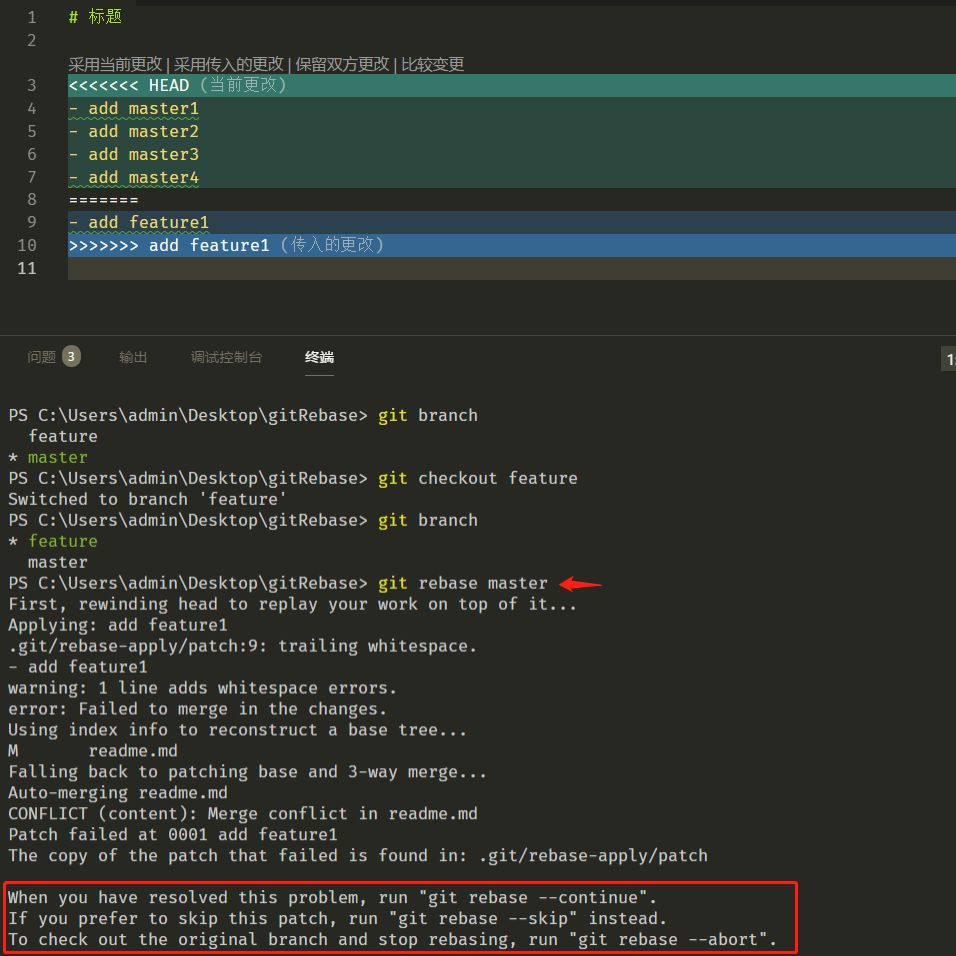 1 # 标题
2
采用当前更改 | 采用传入的更改 | 保留双方更改 | 比较变更
3 <<<<<<< HEAD (当前更改)
4 - add master1
5 - add master2
6 - add master3
7 - add master4
8 =======
9 - add feature1
10 >>>>>>> add feature1 (传入的更改)
11
问题 3 输出 调试控制台 终端
PS C:\Users\admin\Desktop\gitRebase> git branch
  feature
* master
PS C:\Users\admin\Desktop\gitRebase> git checkout feature
Switched to branch 'feature'
PS C:\Users\admin\Desktop\gitRebase> git branch
* feature
  master
PS C:\Users\admin\Desktop\gitRebase> git rebase master
First, rewinding head to replay your work on top of it...
Applying: add feature1
.git/rebase-apply/patch:9: trailing whitespace.
- add feature1
warning: 1 line adds whitespace errors.
error: Failed to merge in the changes.
Using index info to reconstruct a base tree...
M       readme.md
Falling back to patching base and 3-way merge...
Auto-merging readme.md
CONFLICT (content): Merge conflict in readme.md
Patch failed at 0001 add feature1
The copy of the patch that failed is found in: .git/rebase-apply/patch
When you have resolved this problem, run "git rebase --continue".
If you prefer to skip this patch, run "git rebase --skip" instead.
To check out the original branch and stop rebasing, run "git rebase --abort".